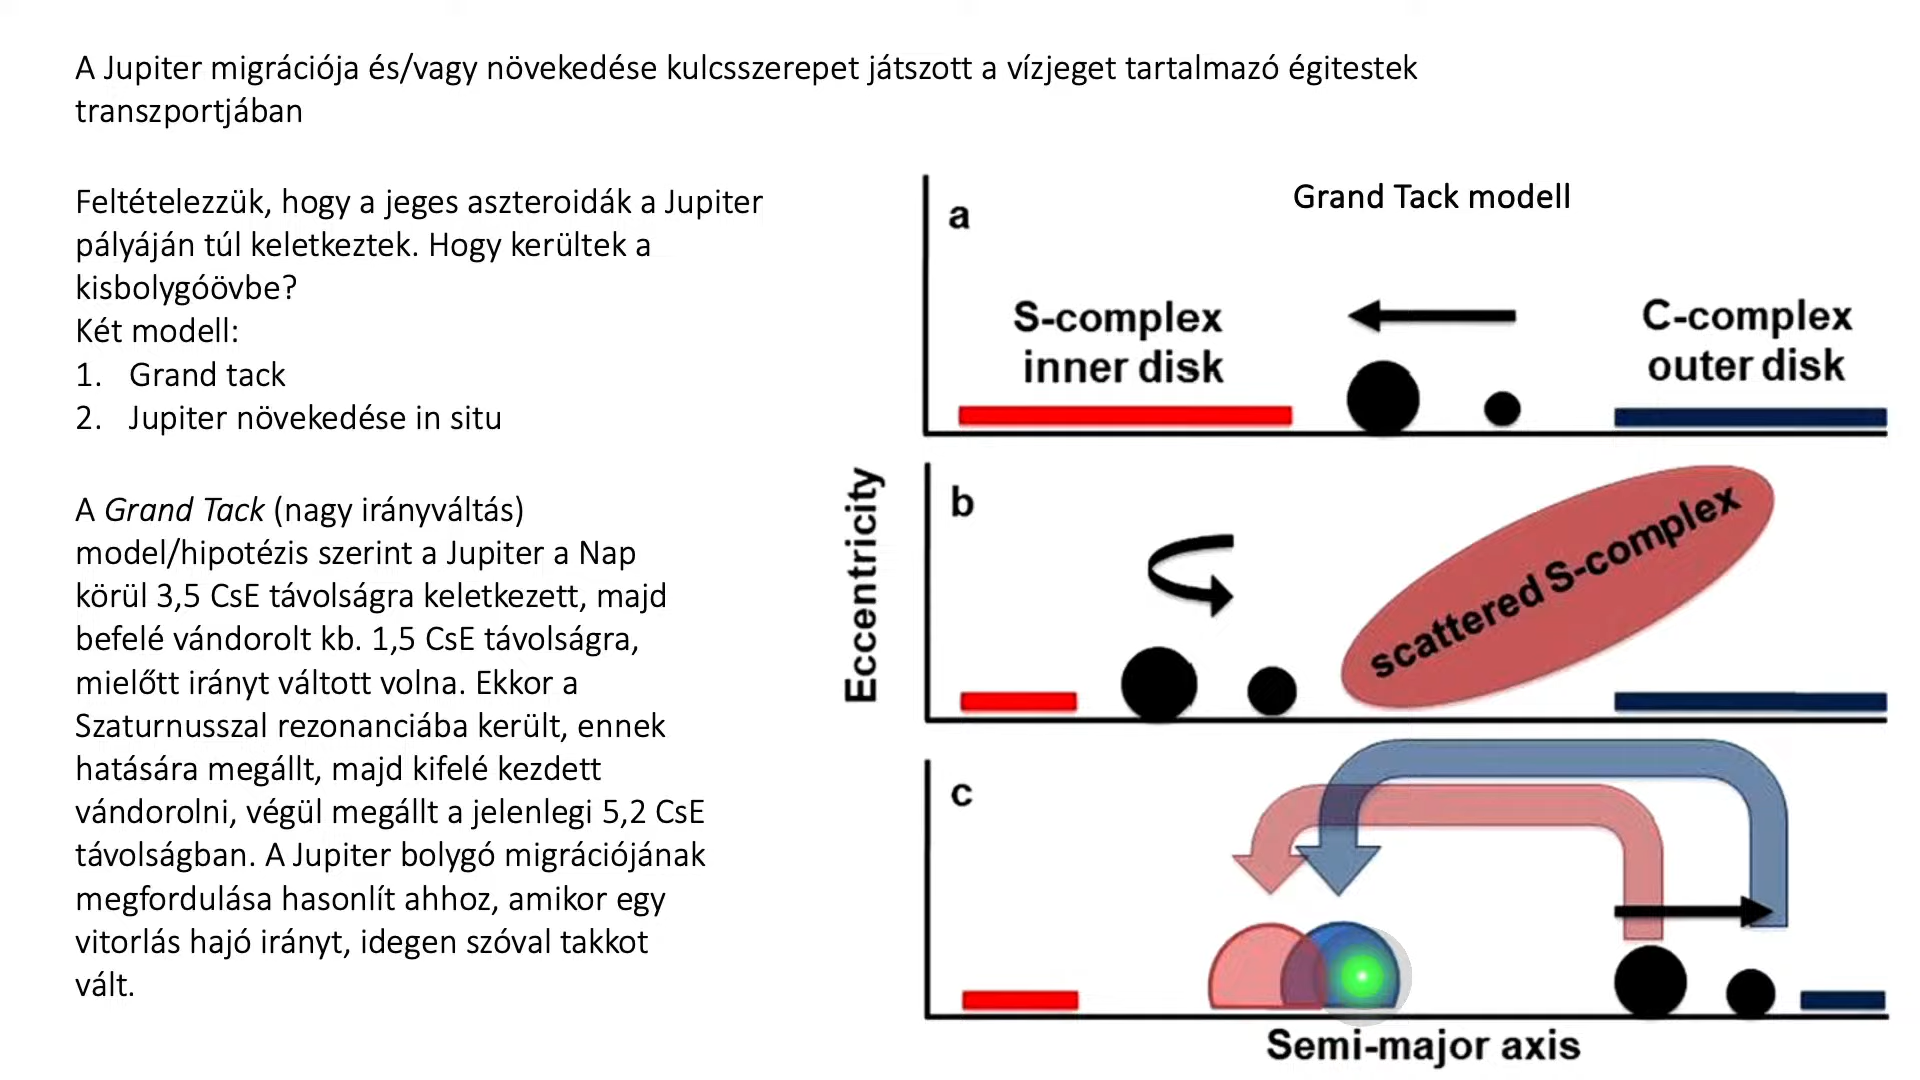 A Jupiter migrációja és/vagy növekedése kulcsszerepet játszott a vízjeget tartalmazó égitestek
transzportjában
Feltételezzük, hogy a jeges aszteroidák a Jupiter
pályáján túl keletkeztek. Hogy kerültek a
kisbolygóövbe?
Két modell:
1. Grand tack
2. Jupiter növekedése in situ
A Grand Tack (nagy irányváltás)
model/hipotézis szerint a Jupiter a Nap
körül 3,5 CsE távolságra keletkezett, majd
befelé vándorolt kb. 1,5 CsE távolságra,
mielőtt irányt váltott volna. Ekkor a
Szaturnusszal rezonanciába került, ennek
hatására megállt, majd kifelé kezdett
vándorolni, végül megállt a jelenlegi 5,2 CsE
távolságban. A Jupiter bolygó migrációjának
megfordulása hasonlít ahhoz, amikor egy
vitorlás hajó irányt, idegen szóval takkot
vált.
Grand Tack modell
a
S-complex
inner disk
C-complex
outer disk
Eccentricity
b
scattered S-complex
c
Semi-major axis